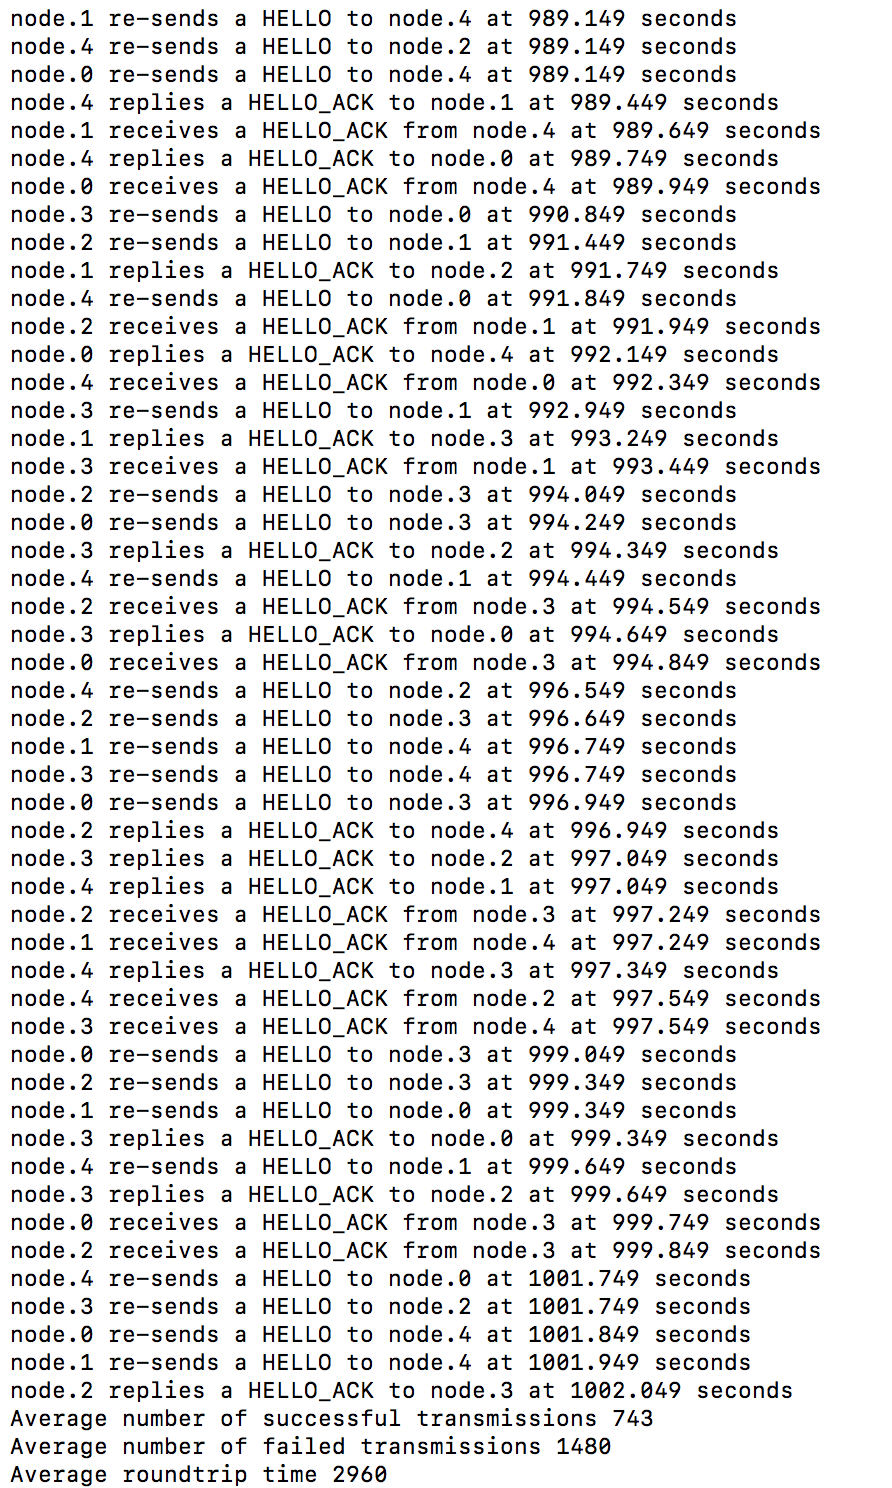 node.1 re-sends a HELLO to node.4 at 989.149 seconds
node.4 re-sends a HELLO to node.2 at 989.149 seconds
node.0 re-sends a HELLO to node.4 at 989.149 seconds
node.4 replies a HELLO_ACK to node.1 at 989.449 seconds
node.1 receives a HELLO_ACK from node.4 at 989.649 seconds
node.4 replies a HELLO_ACK to node.0 at 989.749 seconds
node.0 receives a HELLO_ACK from node.4 at 989.949 seconds
node.3 re-sends a HELLO to node.0 at 990.849 seconds
node.2 re-sends a HELLO to node.1 at 991.449 seconds
node.1 replies a HELLO_ACK to node.2 at 991.749 seconds
node.4 re-sends a HELLO to node.0 at 991.849 seconds
node.2 receives a HELLO_ACK from node.1 at 991.949 seconds
node.0 replies a HELLO_ACK to node.4 at 992.149 seconds
node.4 receives a HELLO_ACK from node.0 at 992.349 seconds
node.3 re-sends a HELLO to node.1 at 992.949 seconds
node.1 replies a HELLO_ACK to node.3 at 993.249 seconds
node.3 receives a HELLO_ACK from node.1 at 993.449 seconds
node.2 re-sends a HELLO to node.3 at 994.049 seconds
node.0 re-sends a HELLO to node.3 at 994.249 seconds
node.3 replies a HELLO_ACK to node.2 at 994.349 seconds
node.4 re-sends a HELLO to node.1 at 994.449 seconds
node.2 receives a HELLO_ACK from node.3 at 994.549 seconds
node.3 replies a HELLO_ACK to node.0 at 994.649 seconds
node.0 receives a HELLO_ACK from node.3 at 994.849 seconds
node.4 re-sends a HELLO to node.2 at 996.549 seconds
node.2 re-sends a HELLO to node.3 at 996.649 seconds
node.1 re-sends a HELLO to node.4 at 996.749 seconds
node.3 re-sends a HELLO to node.4 at 996.749 seconds
node.0 re-sends a HELLO to node.3 at 996.949 seconds
node.2 replies a HELLO_ACK to node.4 at 996.949 seconds
node.3 replies a HELLO_ACK to node.2 at 997.049 seconds
node.4 replies a HELLO_ACK to node.1 at 997.049 seconds
node.2 receives a HELLO_ACK from node.3 at 997.249 seconds
node.1 receives a HELLO_ACK from node.4 at 997.249 seconds
node.4 replies a HELLO_ACK to node.3 at 997.349 seconds
node.4 receives a HELLO_ACK from node.2 at 997.549 seconds
node.3 receives a HELLO_ACK from node.4 at 997.549 seconds
node.0 re-sends a HELLO to node.3 at 999.049 seconds
node.2 re-sends a HELLO to node.3 at 999.349 seconds
node.1 re-sends a HELLO to node.0 at 999.349 seconds
node.3 replies a HELLO_ACK to node.0 at 999.349 seconds
node.4 re-sends a HELLO to node.1 at 999.649 seconds
node.3 replies a HELLO_ACK to node.2 at 999.649 seconds
node.0 receives a HELLO_ACK from node.3 at 999.749 seconds
node.2 receives a HELLO_ACK from node.3 at 999.849 seconds
node.4 re-sends a HELLO to node.0 at 1001.749 seconds
node.3 re-sends a HELLO to node.2 at 1001.749 seconds
node.0 re-sends a HELLO to node.4 at 1001.849 seconds
node.1 re-sends a HELLO to node.4 at 1001.949 seconds
node.2 replies a HELLO_ACK to node.3 at 1002.049 seconds
Average number of successful transmissions 743
Average number of failed transmissions 1480
Average roundtrip time 2960